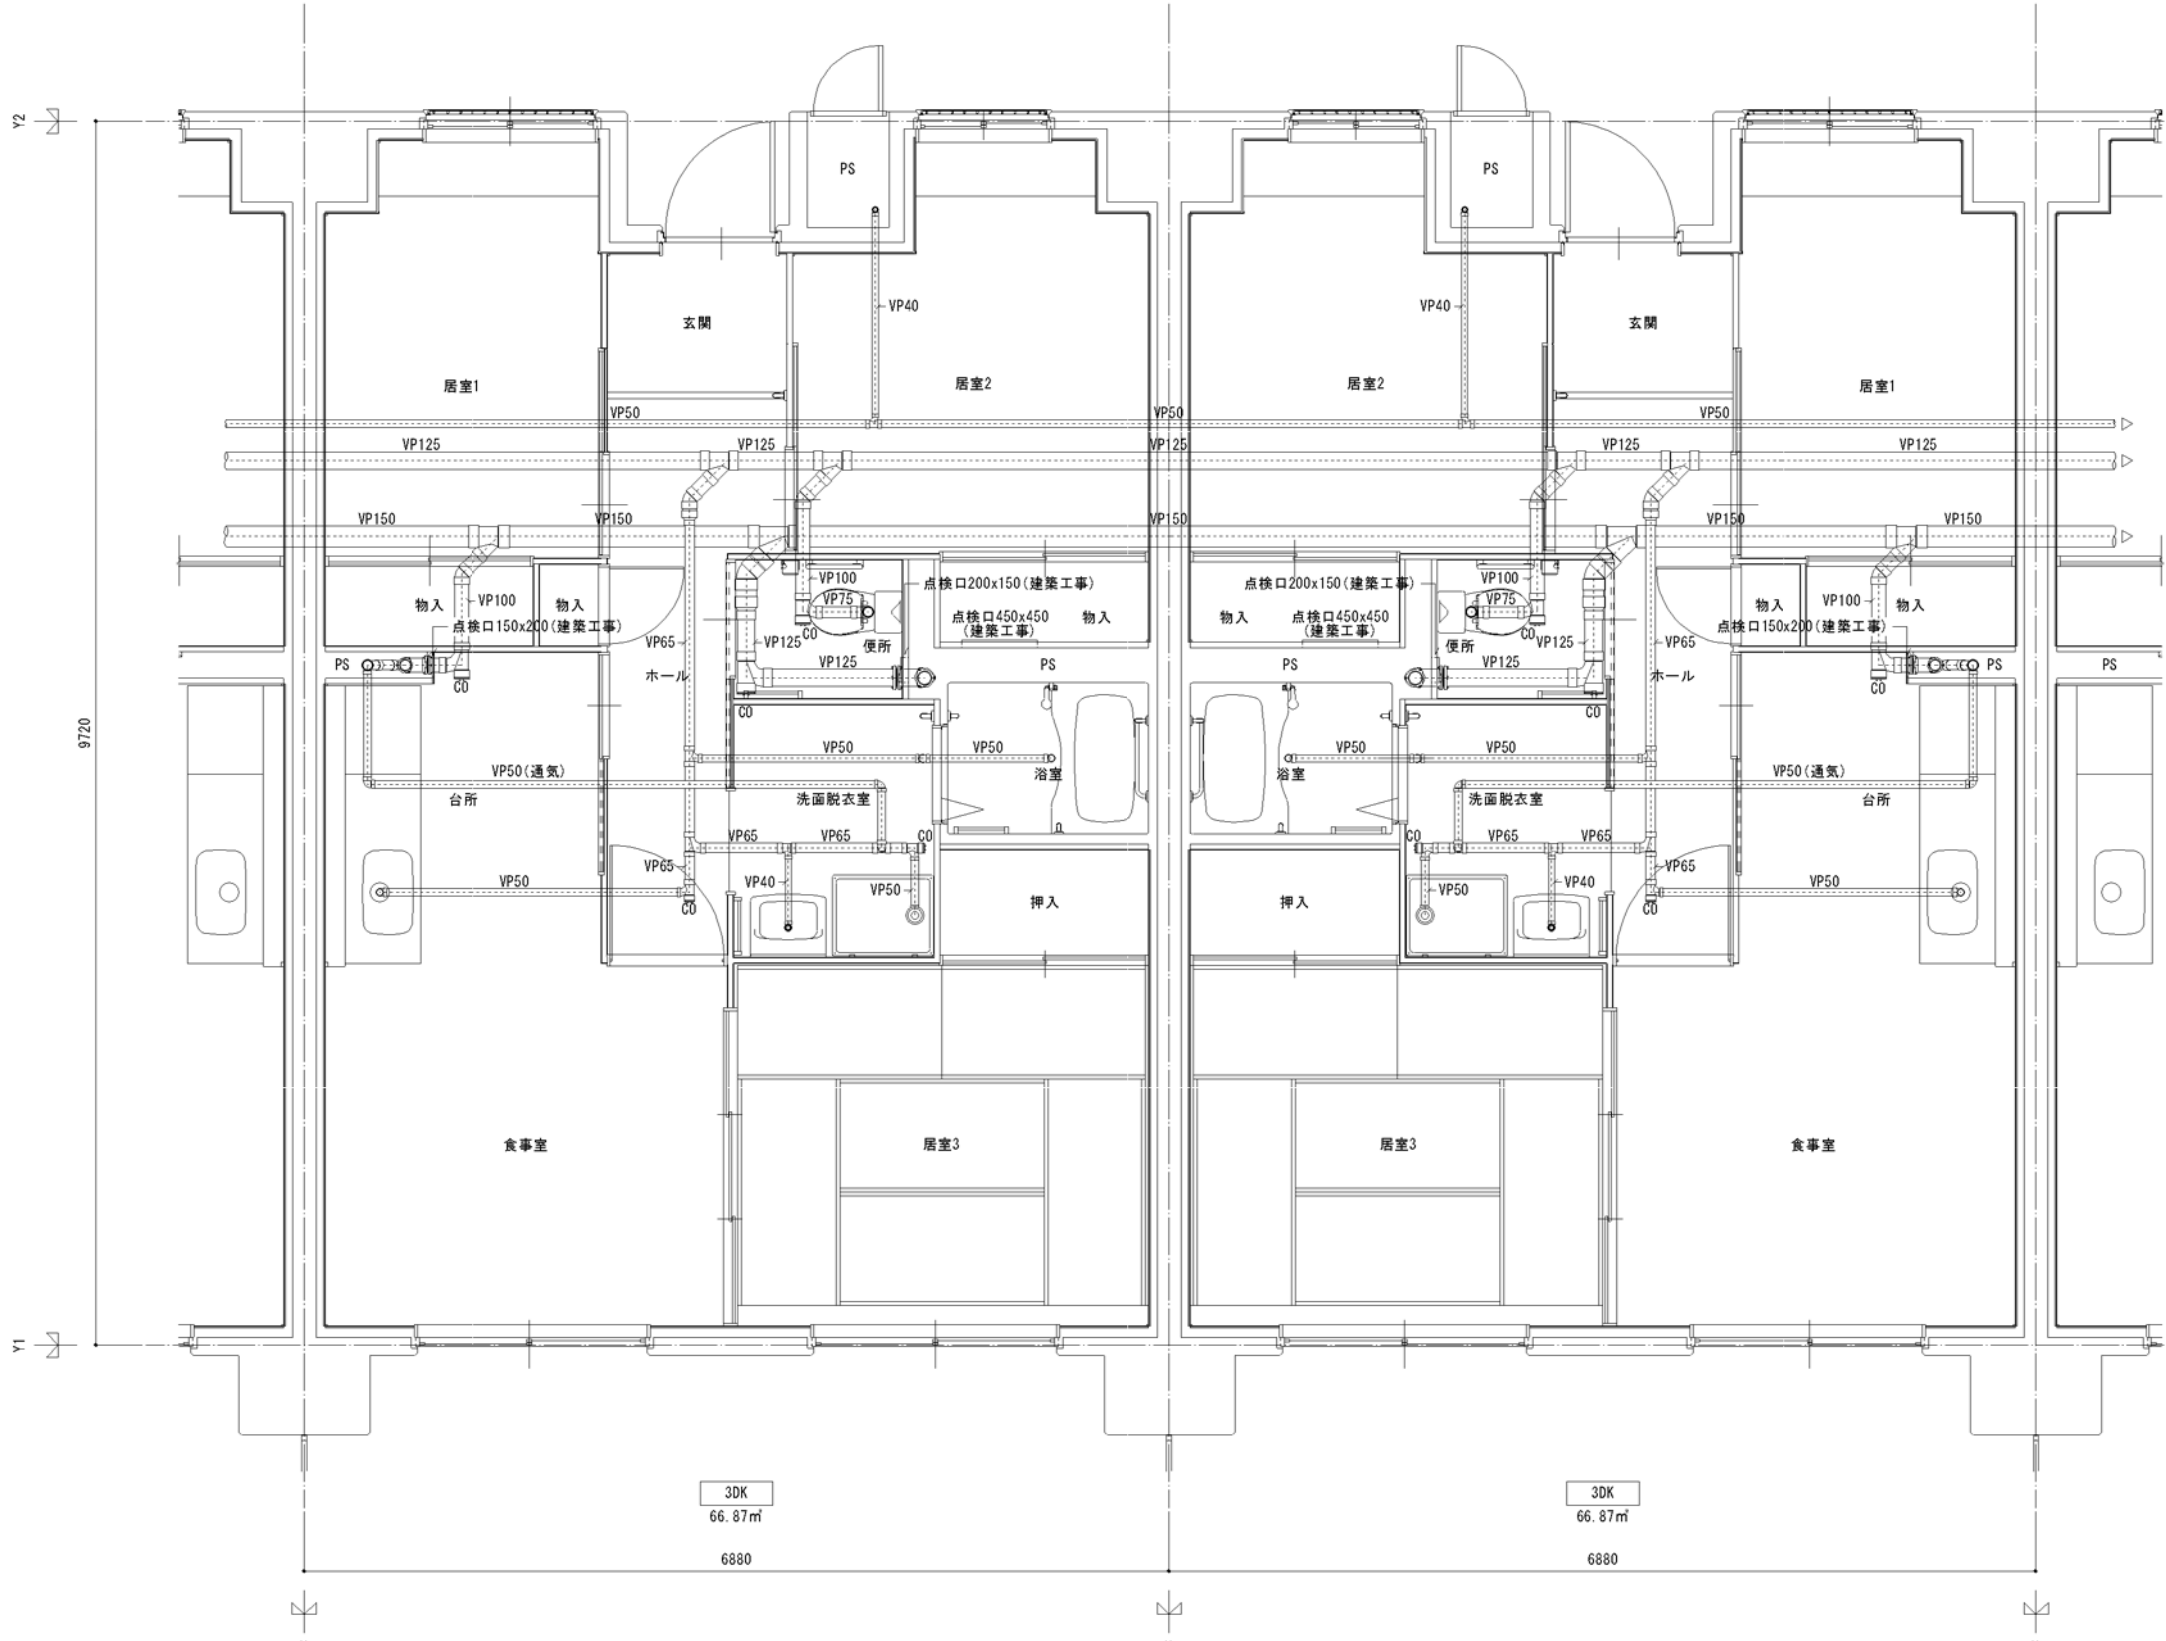 Y2
PS PS
VP40 VP40
玄関 玄関
居室1 居室2 居室2 居室1
VP50 VP50 VP50
VP125 VP125 VP125 VP125 VP125
VP150 VP150 VP150 VP150 VP150
VP100 VP100
点検口200x150(建築工事) 点検口200x150(建築工事)
物入 物入 VP100 VP75 VP75 VP100 物入 物入
点検口450x450 点検口450x450
(建築工事) (建築工事)
物入 物入
点検口150x200(建築工事) 点検口150x200(建築工事)
CO CO
VP65 VP125 便所 便所 VP125 VP65
PS VP125 PS PS VP125 PS PS
ホール ホール
CO CO
CO CO
9720
VP50 VP50 VP50 VP50
VP50(通気) 浴室 浴室 VP50(通気)
台所 洗面脱衣室 洗面脱衣室 台所
VP65 VP65 CO CO VP65 VP65
VP65 VP65
VP50 VP40 VP50 VP50 VP40 VP50
CO 押入 押入 CO
食事室 居室3 居室3 食事室
Y1
3DK 3DK
66.87㎡ 66.87㎡
6880 6880